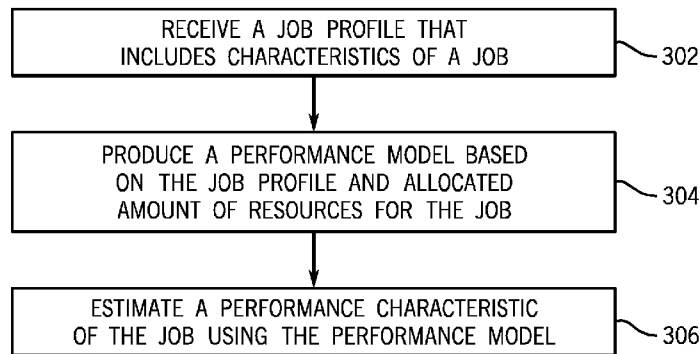 RECEIVE A JOB PROFILE THAT
INCLUDES CHARACTERISTICS OF A JOB
302
PRODUCE A PERFORMANCE MODEL BASED
ON THE JOB PROFILE AND ALLOCATED
AMOUNT OF RESOURCES FOR THE JOB
304
ESTIMATE A PERFORMANCE CHARACTERISTIC
OF THE JOB USING THE PERFORMANCE MODEL
306